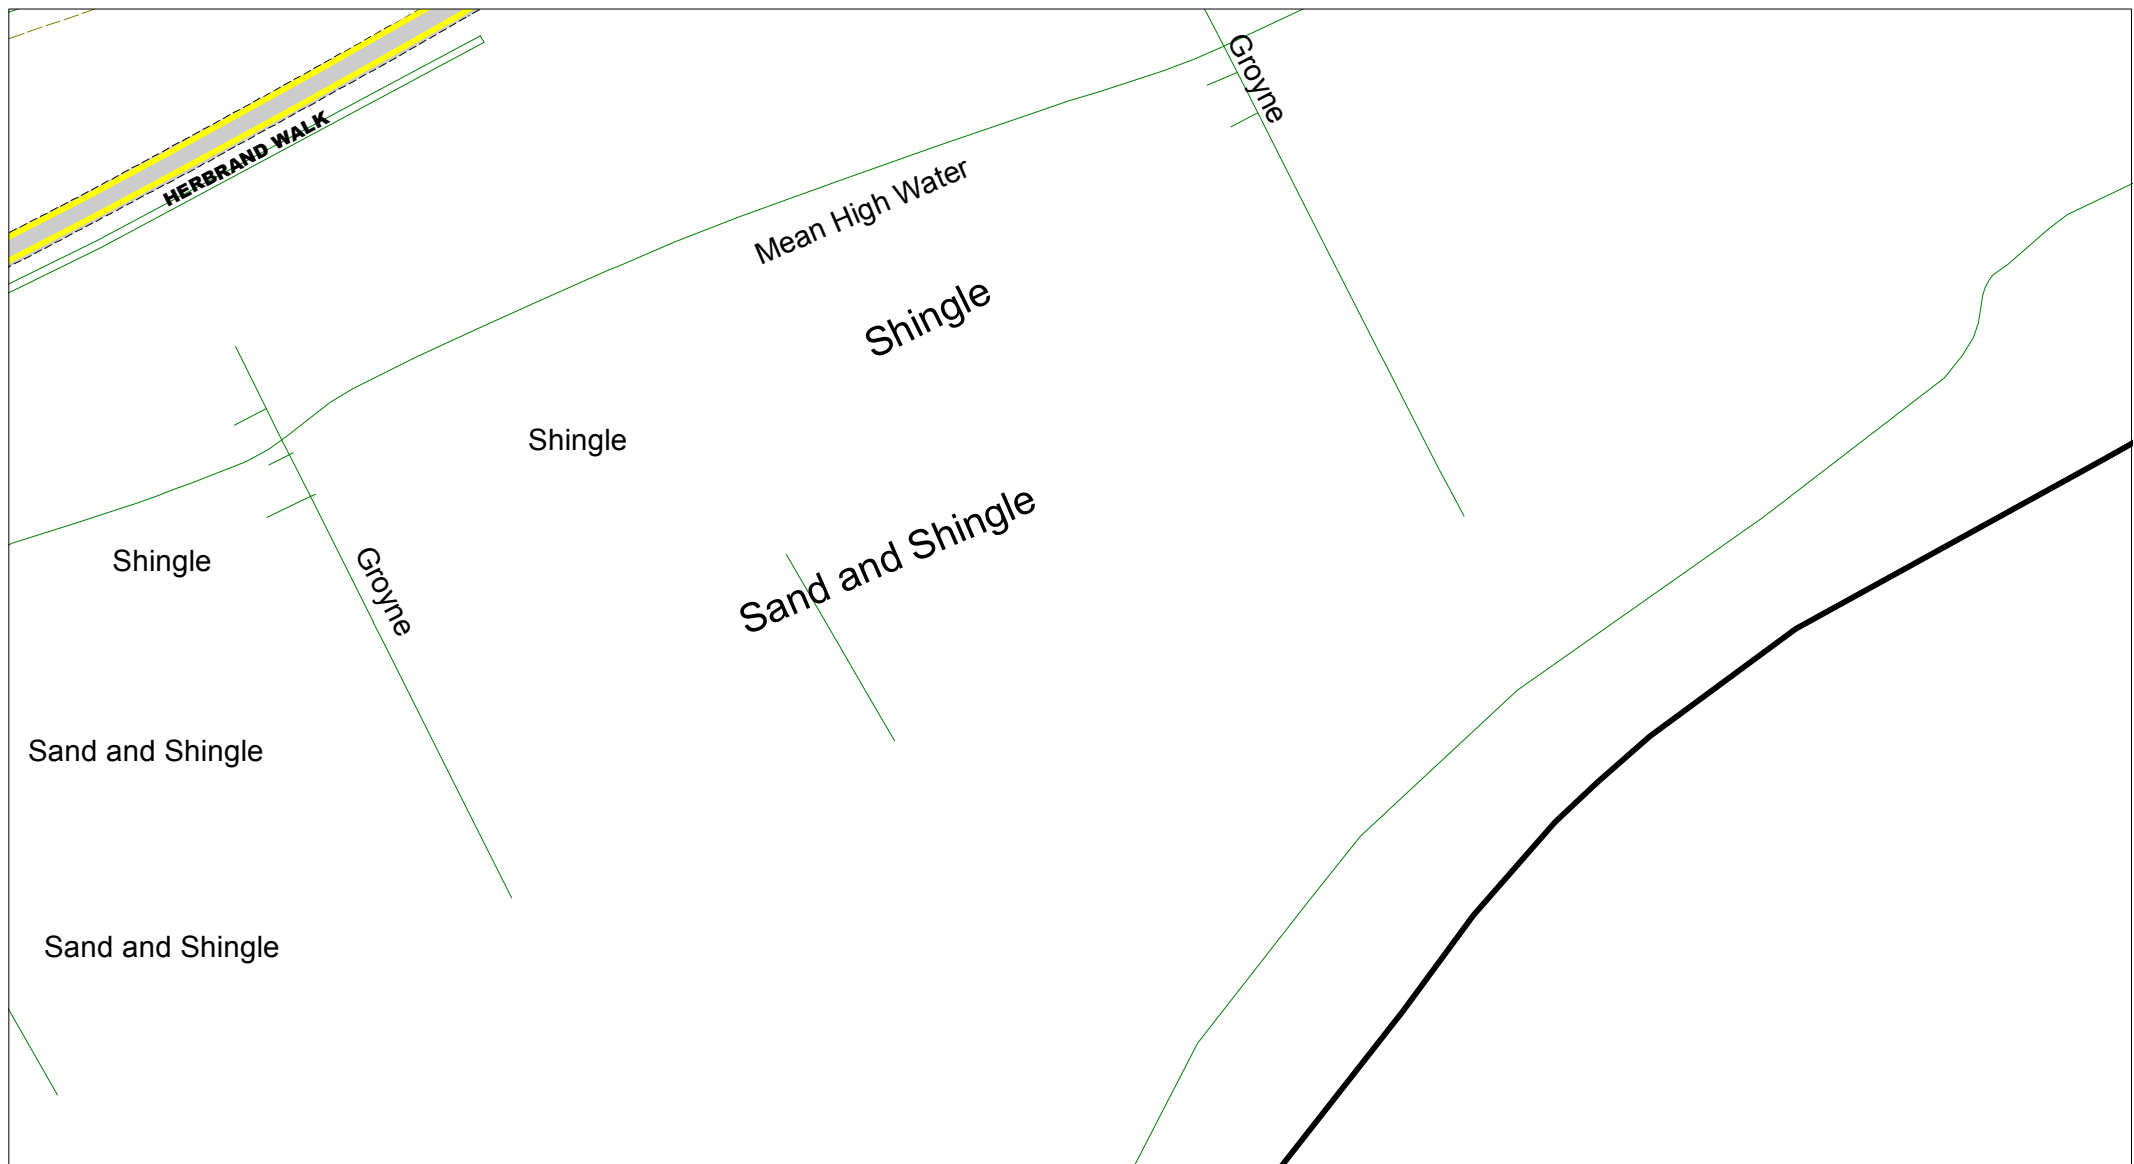 Groyne
HERBRAND WALK
Mean High Water
Shingle
Shingle
Sand and Shingle
Shingle
Groyne
Sand and Shingle
Sand and Shingle